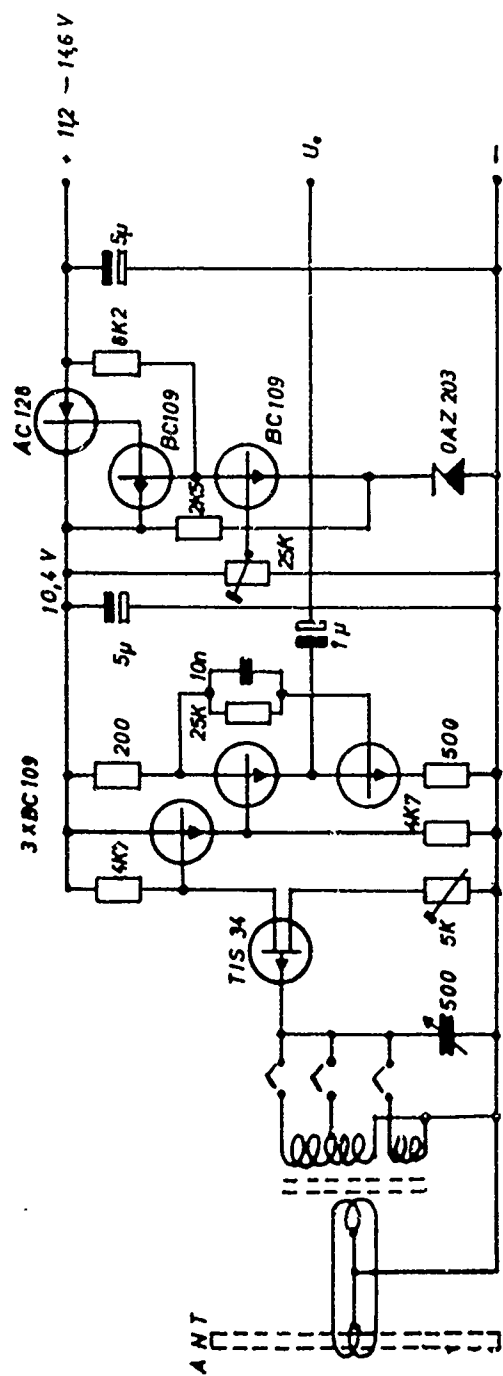 ANT
500
TIS 34
5K
4K7
3 X BC109
200
4K7
500
25K
10n
5µ
10,4 V
1µ
25K
2K5
BC109
BC109
AC 128
8K2
OAZ 203
5µ
+ 11,2 – 14,6 V
U₀
–